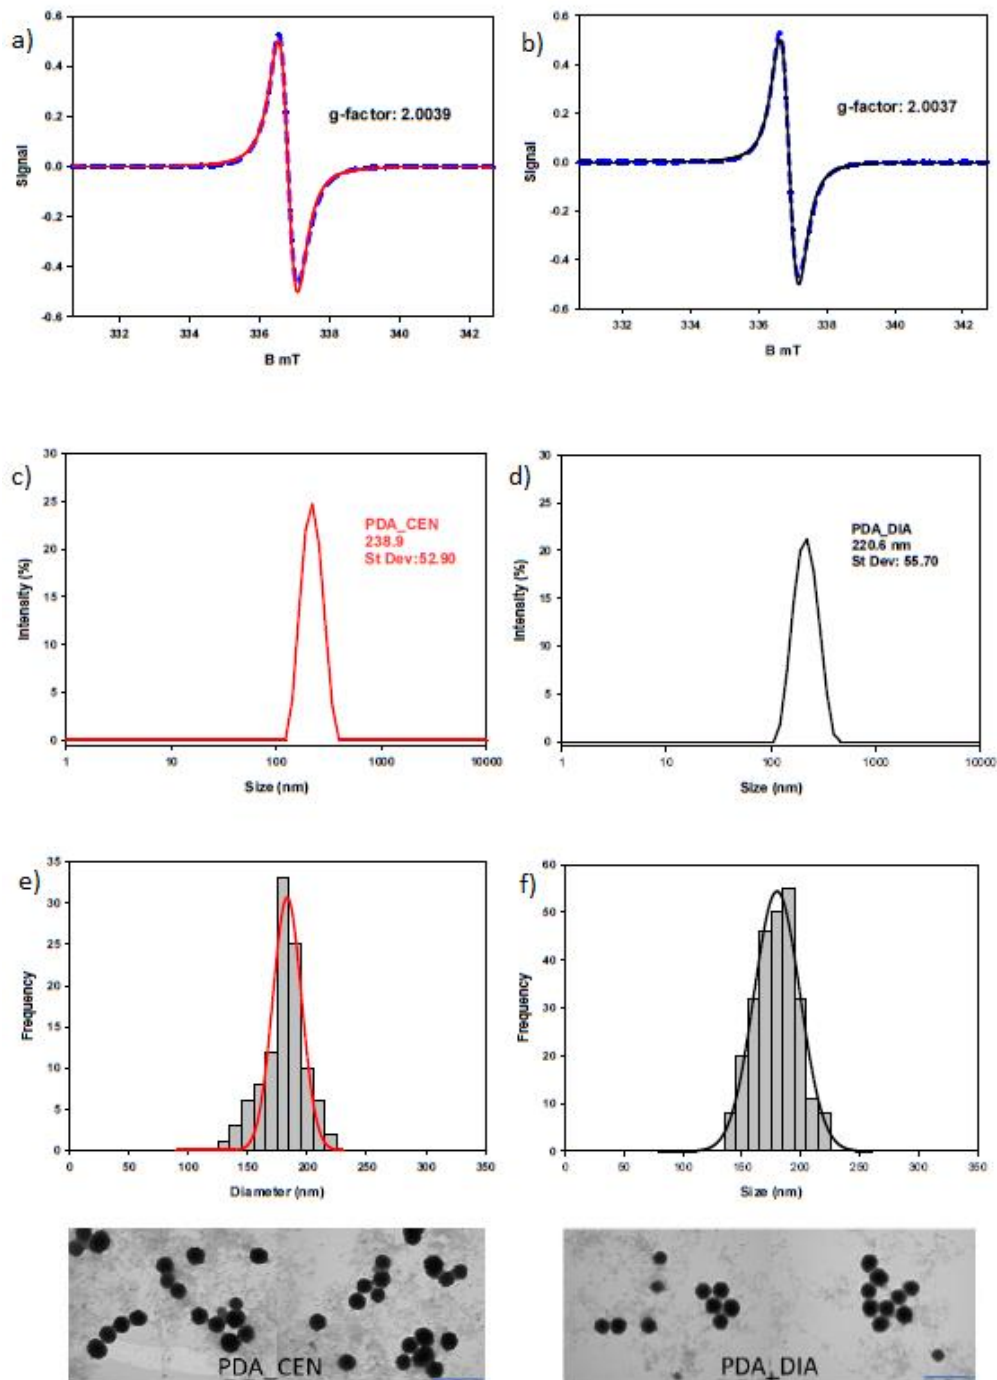 a)
0.6
0.4
0.2
0.0
-0.2
-0.4
-0.6
Signal
g-factor: 2.0039
332 334 336 338 340 342
B mT
b)
0.6
0.4
0.2
0.0
-0.2
-0.4
-0.6
Signal
g-factor: 2.0037
332 334 336 338 340 342
B mT
c)
30
25
20
15
10
5
0
Intensity (%)
PDA_CEN
238.9
St Dev:52.90
1 10 100 1000 10000
Size (nm)
d)
30
25
20
15
10
5
0
Intensity (%)
PDA_DIA
220.6 nm
St Dev: 55.70
1 10 100 1000 10000
Size (nm)
e)
35
30
25
20
15
10
5
0
Frequency
0 50 100 150 200 250 300 350
Diameter (nm)
f)
60
50
40
30
20
10
0
Frequency
0 50 100 150 200 250 300 350
Size (nm)
PDA_CEN
PDA_DIA